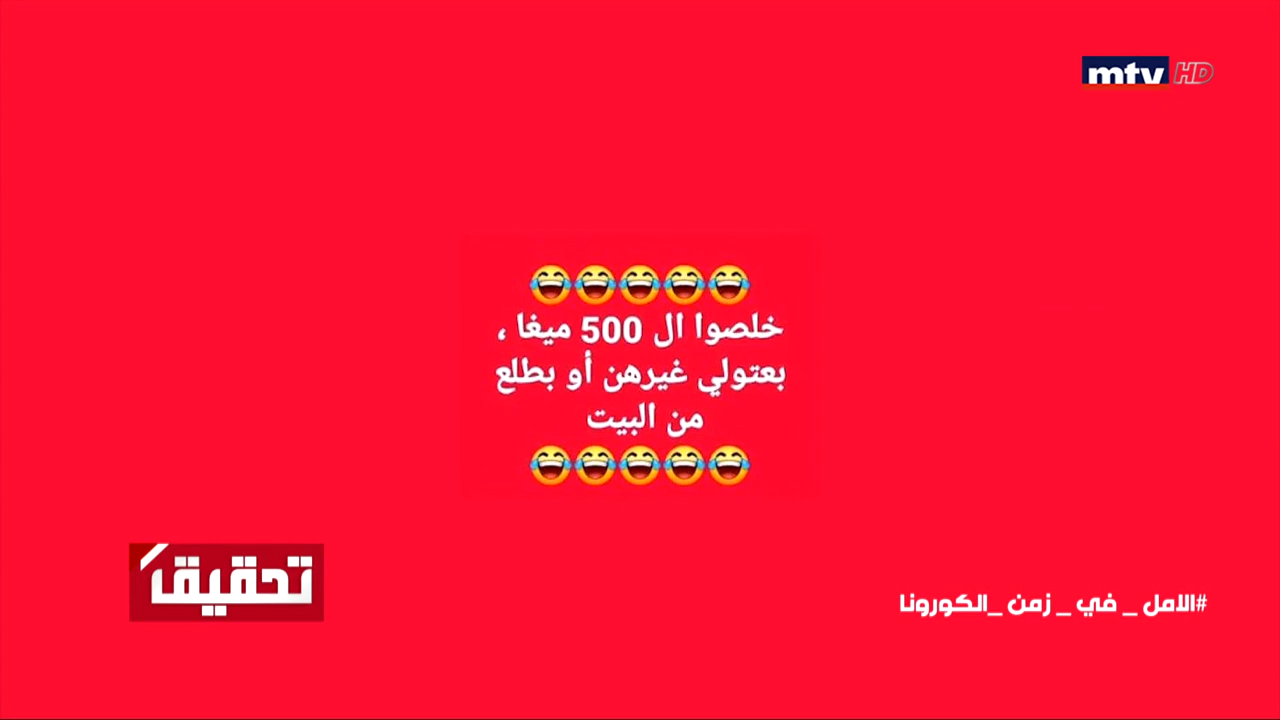 mtv HD
😂😂😂😂😂
خلصوا ال 500 ميغا ،
بعتولي غيرهن أو بطلع
من البيت
😂😂😂😂😂
تحقيق
#الامل _ في _ زمن _الكورونا